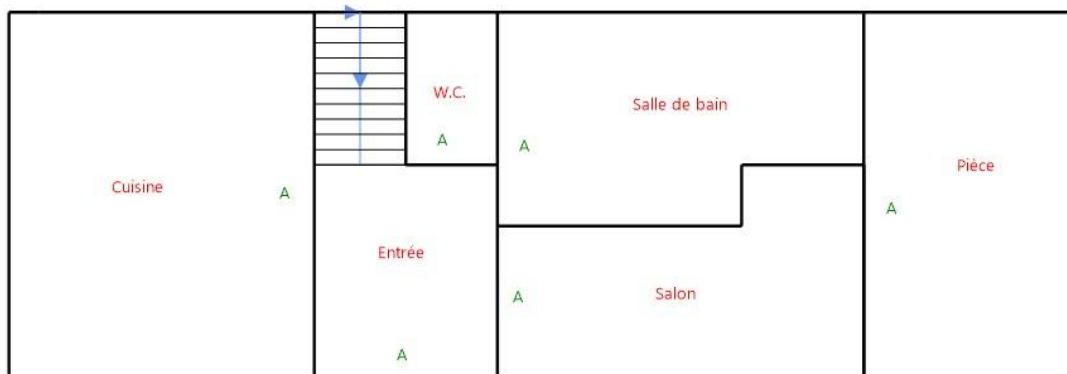 W.C.
Salle de bain
A
A
Pièce
Cuisine
A
A
Entrée
Salon
A
A